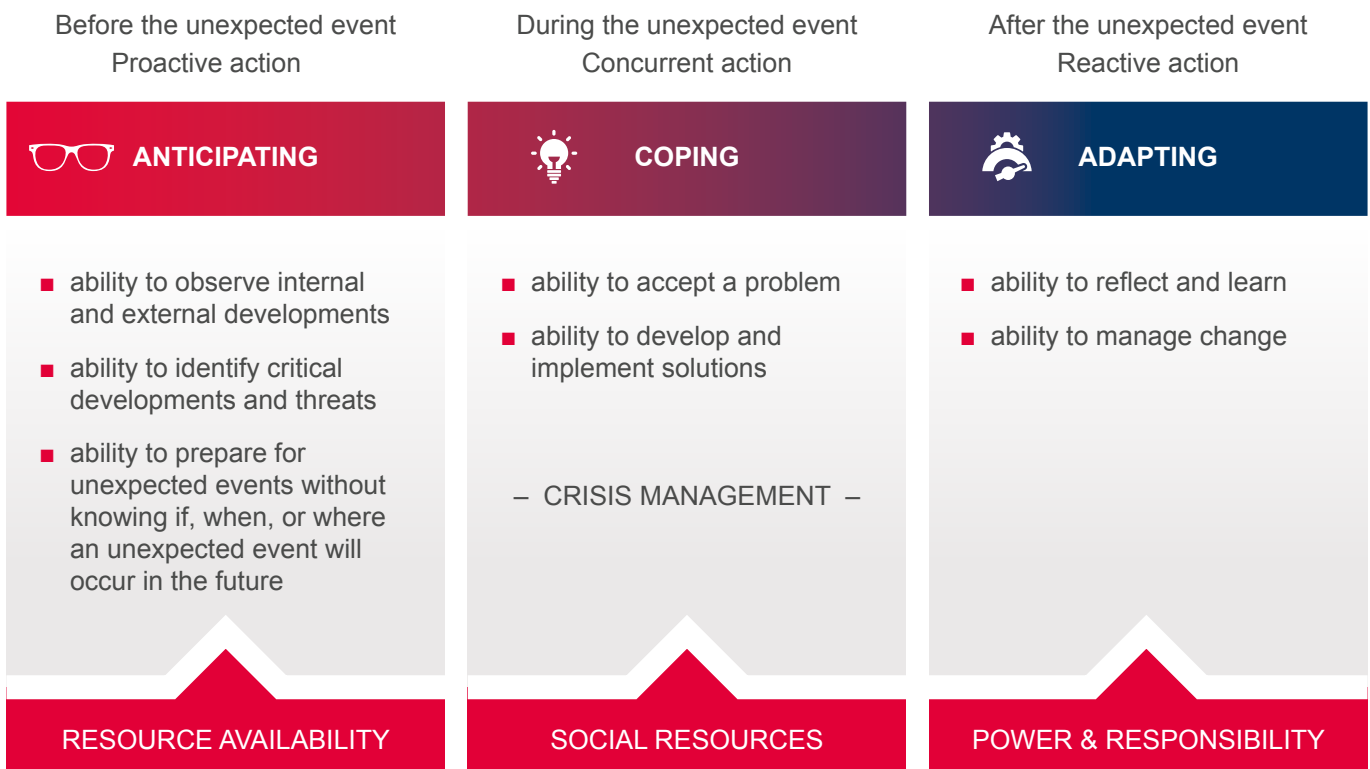 Before the unexpected event
Proactive action
ANTICIPATING
■ ability to observe internal
and external developments
■ ability to identify critical
developments and threats
■ ability to prepare for
unexpected events without
knowing if, when, or where
an unexpected event will
occur in the future
RESOURCE AVAILABILITY
During the unexpected event
Concurrent action
COPING
■ ability to accept a problem
■ ability to develop and
implement solutions
– CRISIS MANAGEMENT –
SOCIAL RESOURCES
After the unexpected event
Reactive action
ADAPTING
■ ability to reflect and learn
■ ability to manage change
POWER & RESPONSIBILITY